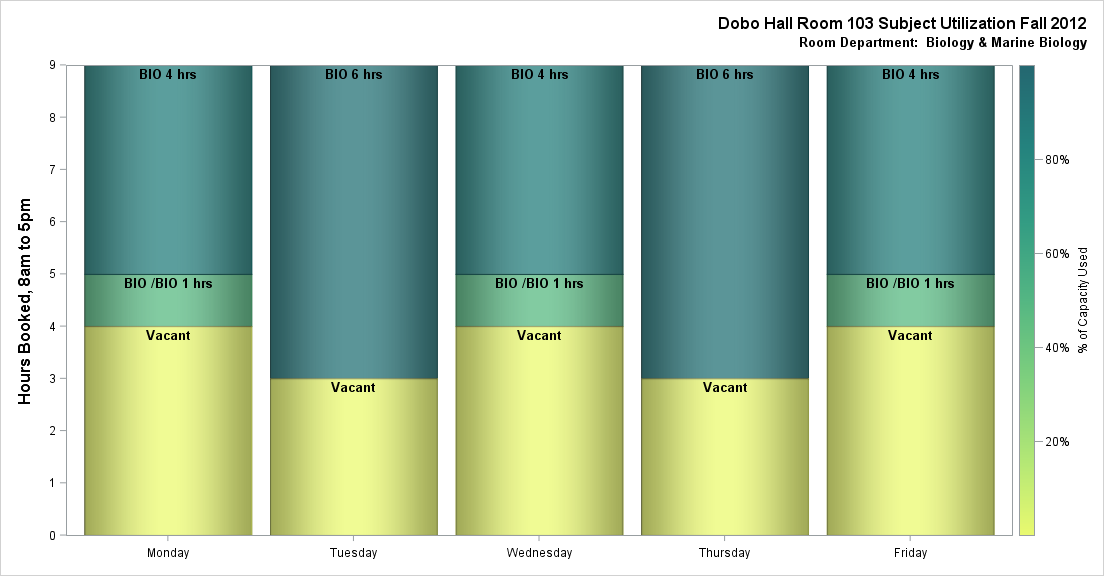 Dobo Hall Room 103 Subject Utilization Fall 2012
Room Department:  Biology & Marine Biology
Hours Booked, 8am to 5pm
9
8
7
6
5
4
3
2
1
0
BIO 4 hrs
BIO /BIO 1 hrs
Vacant
BIO 6 hrs
Vacant
BIO 4 hrs
BIO /BIO 1 hrs
Vacant
BIO 6 hrs
Vacant
BIO 4 hrs
BIO /BIO 1 hrs
Vacant
Monday
Tuesday
Wednesday
Thursday
Friday
80%
60%
40%
20%
% of Capacity Used